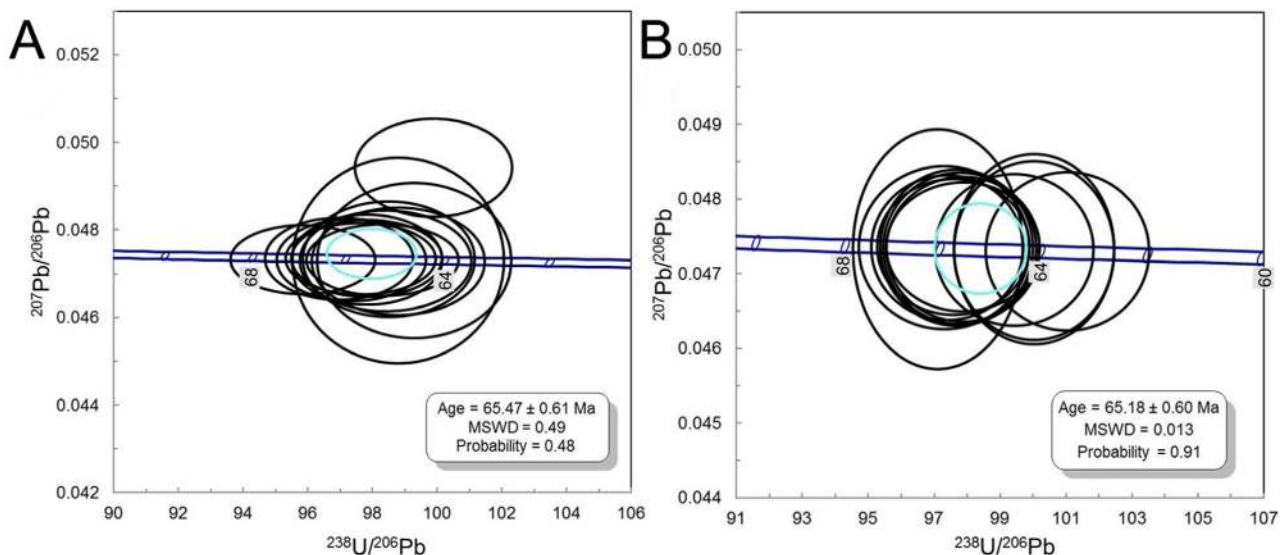 A
0.052
0.050
0.048
0.046
0.044
0.042
²⁰⁷Pb/²⁰⁶Pb
68
64
Age = 65.47 ± 0.61 Ma
MSWD = 0.49
Probability = 0.48
90 92 94 96 98 100 102 104 106
²³⁸U/²⁰⁶Pb
B
0.050
0.049
0.048
0.047
0.046
0.045
0.044
²⁰⁷Pb/²⁰⁶Pb
68
64
60
Age = 65.18 ± 0.60 Ma
MSWD = 0.013
Probability = 0.91
91 93 95 97 99 101 103 105 107
²³⁸U/²⁰⁶Pb